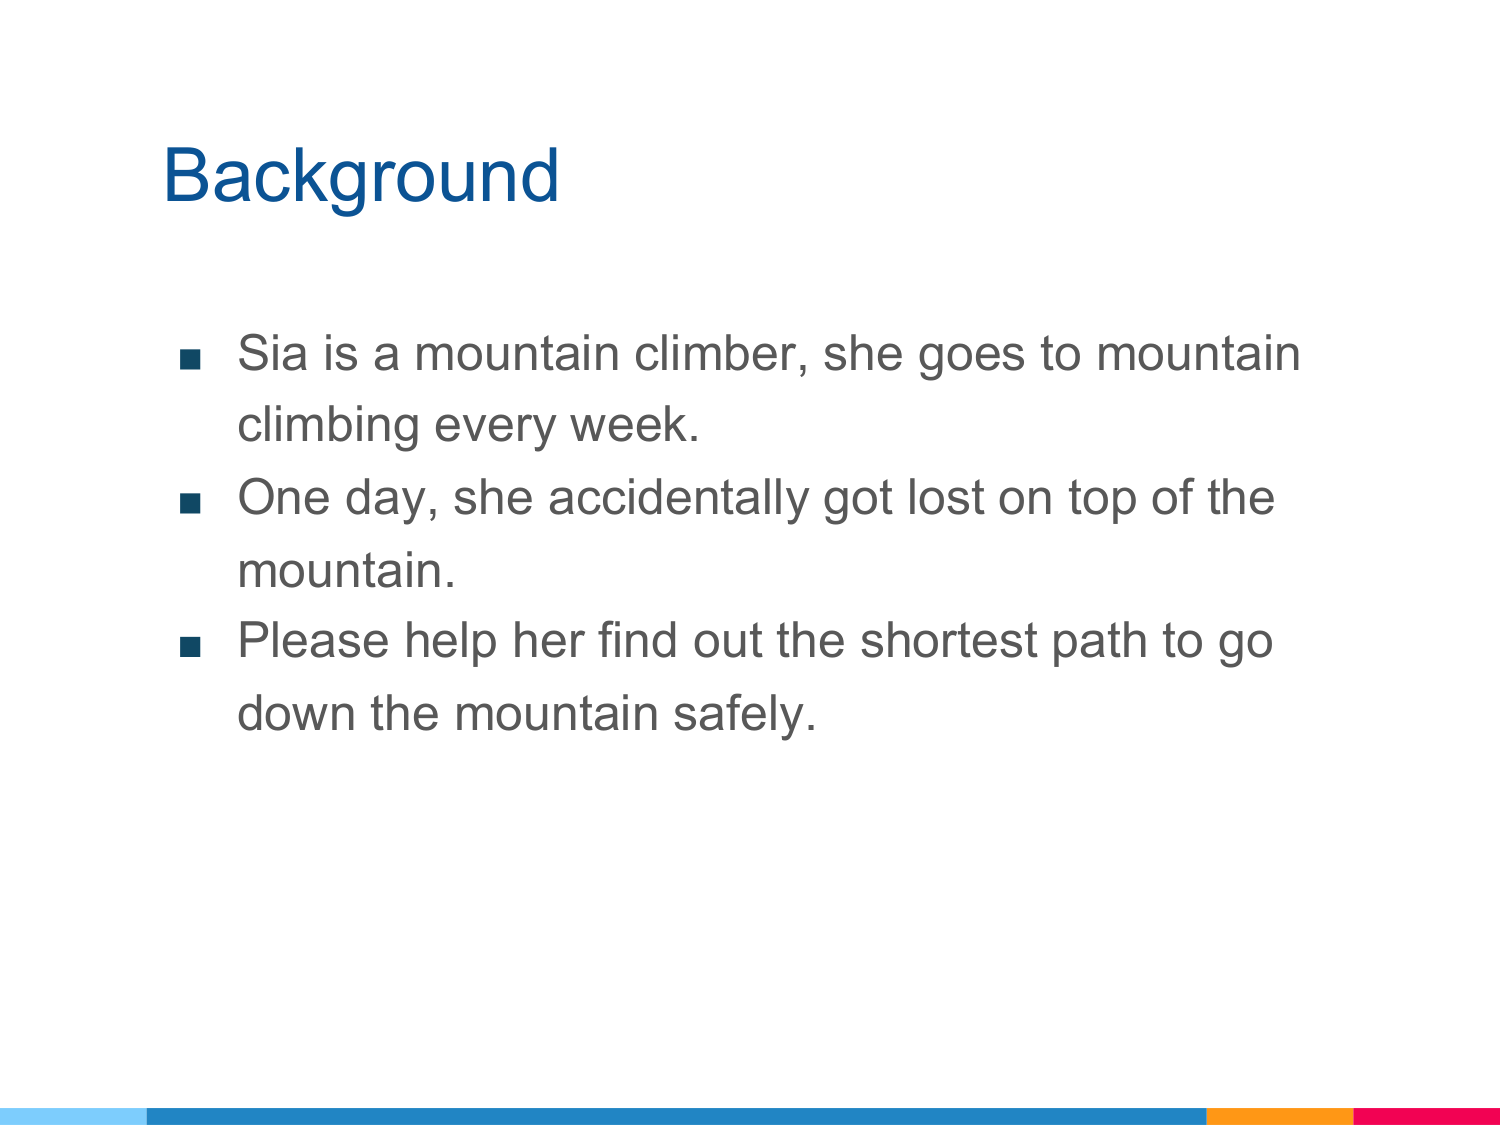 Background
■ Sia is a mountain climber, she goes to mountain
climbing every week.
■ One day, she accidentally got lost on top of the
mountain.
■ Please help her find out the shortest path to go
down the mountain safely.